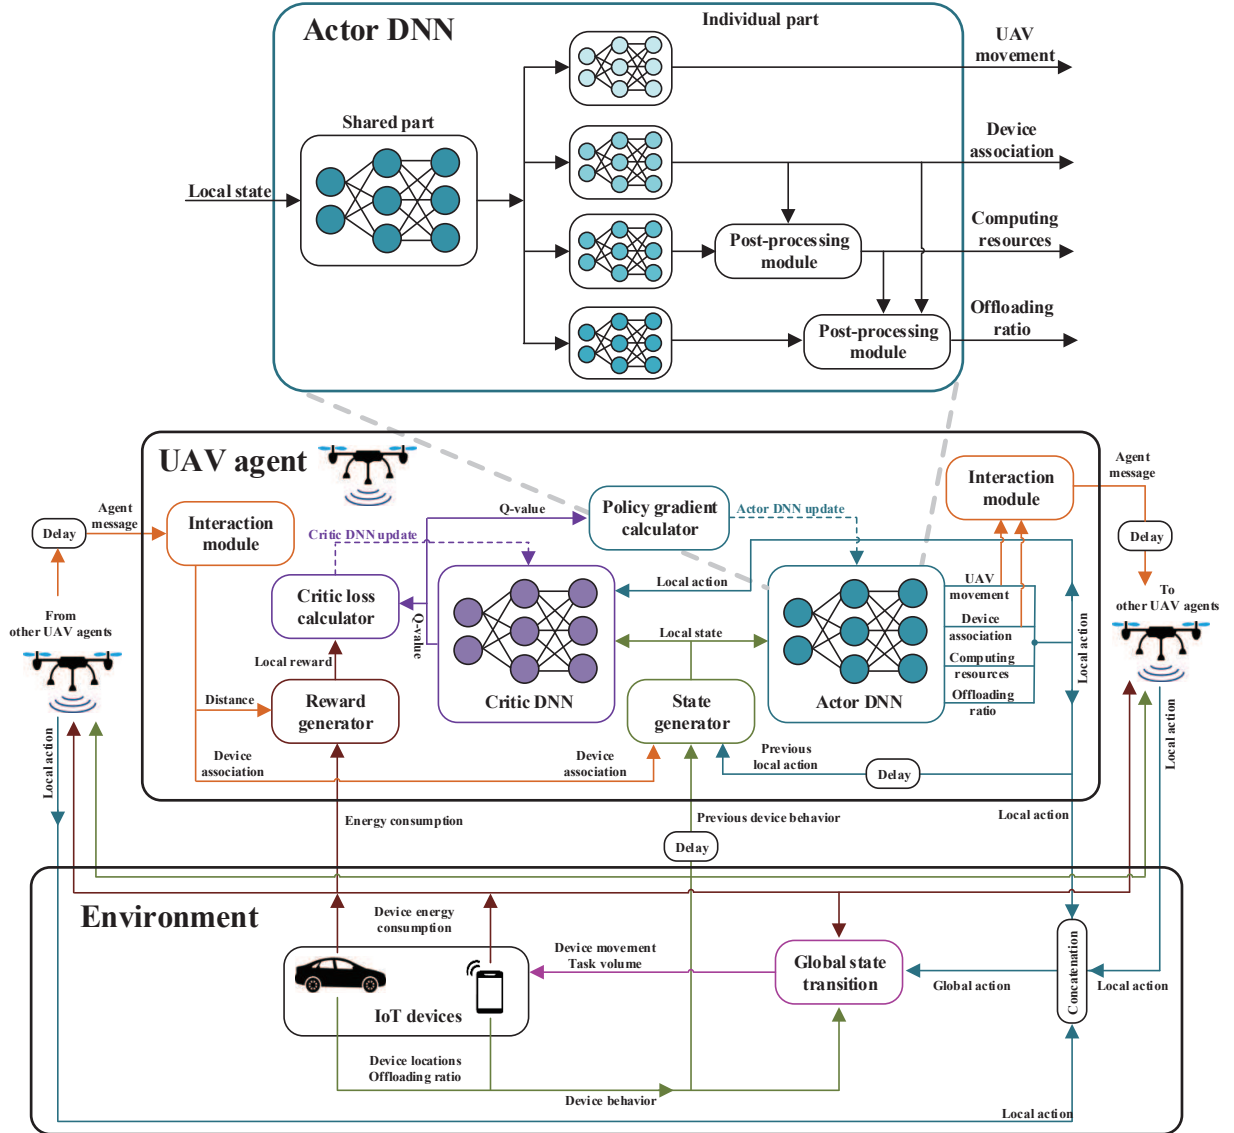 Actor DNN
Individual part
UAV
movement
Shared part
Device
association
Local state
Computing
resources
Post-processing
module
Offloading
ratio
Post-processing
module
UAV agent
Agent
message
Interaction
module
Agent
message
Delay
Interaction
module
Q-value
Policy gradient
calculator
Actor DNN update
Critic DNN update
Delay
From
other UAV agents
Critic loss
calculator
Q-value
Local action
UAV
movement
Device
association
Computing
resources
Offloading
ratio
Local action
To
other UAV agents
Local state
Local reward
Distance
Reward
generator
Critic DNN
State
generator
Actor DNN
Local action
Local action
Device
association
Device
association
Previous
local action
Delay
Energy consumption
Previous device behavior
Local action
Delay
Environment
Device energy
consumption
Device movement
Task volume
Global state
transition
Global action
Concatenation
Local action
IoT devices
Device locations
Offloading ratio
Device behavior
Local action